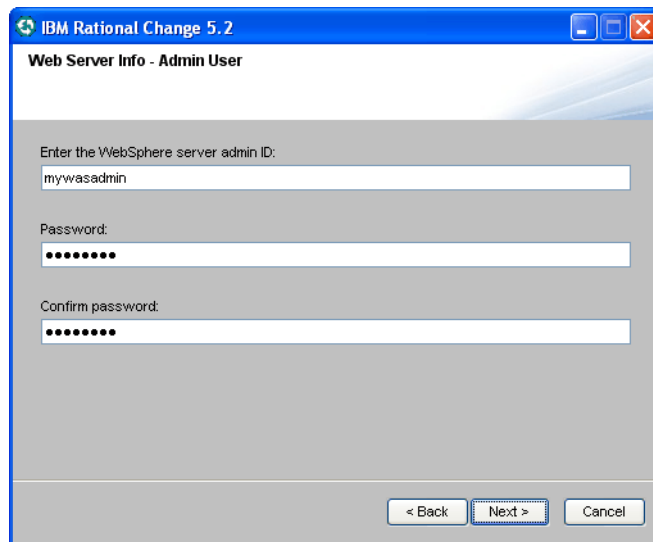 IBM Rational Change 5.2
Web Server Info - Admin User
Enter the WebSphere server admin ID:
mywasadmin
Password:
●●●●●●●●
Confirm password:
●●●●●●●●
< Back Next > Cancel